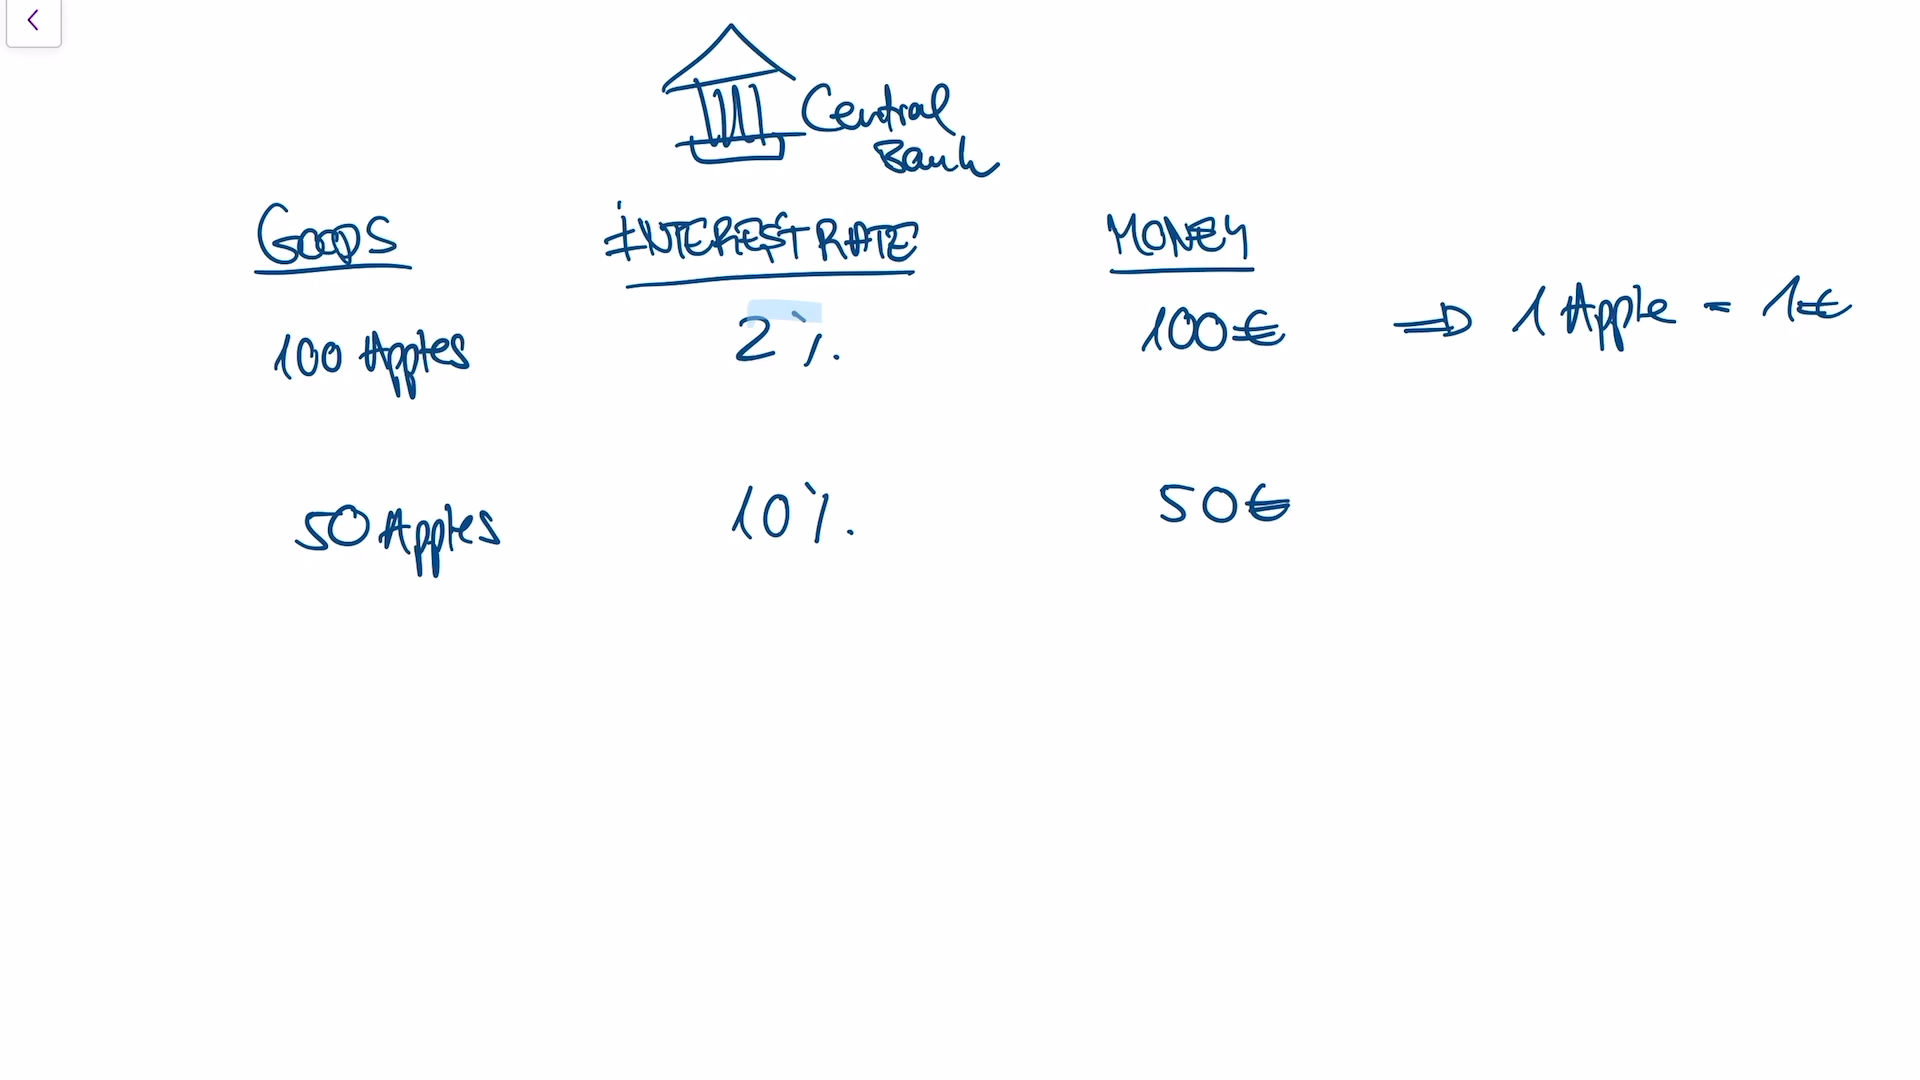 Central
Bank
GOODS INTEREST RATE MONEY
100 Apples 2% 100€ ⇒ 1 Apple = 1€
50 Apples 10% 50€